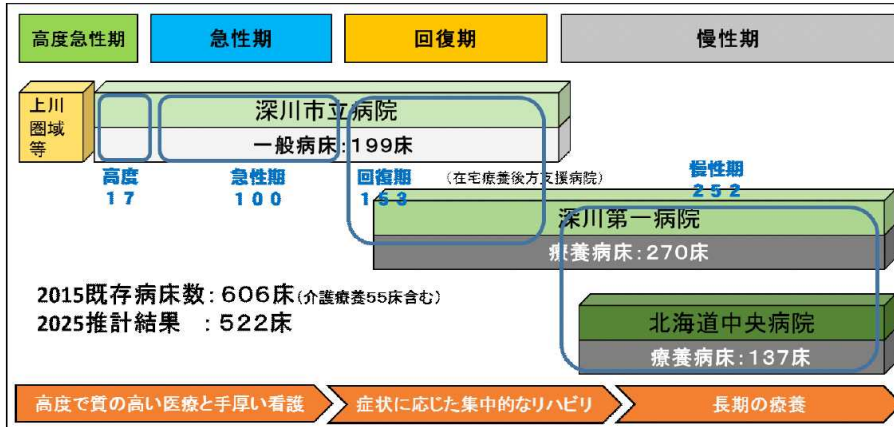 高度急性期
急性期
回復期
慢性期
上川
圏域
等
深川市立病院
一般病床：199床
高度
17
急性期
100
回復期
153
(在宅療養後方支援病院)
慢性期
252
深川第一病院
療養病床：270床
2015既存病床数：606床(介護療養55床含む)
2025推計結果　：522床
北海道中央病院
療養病床：137床
高度で質の高い医療と手厚い看護
症状に応じた集中的なリハビリ
長期の療養